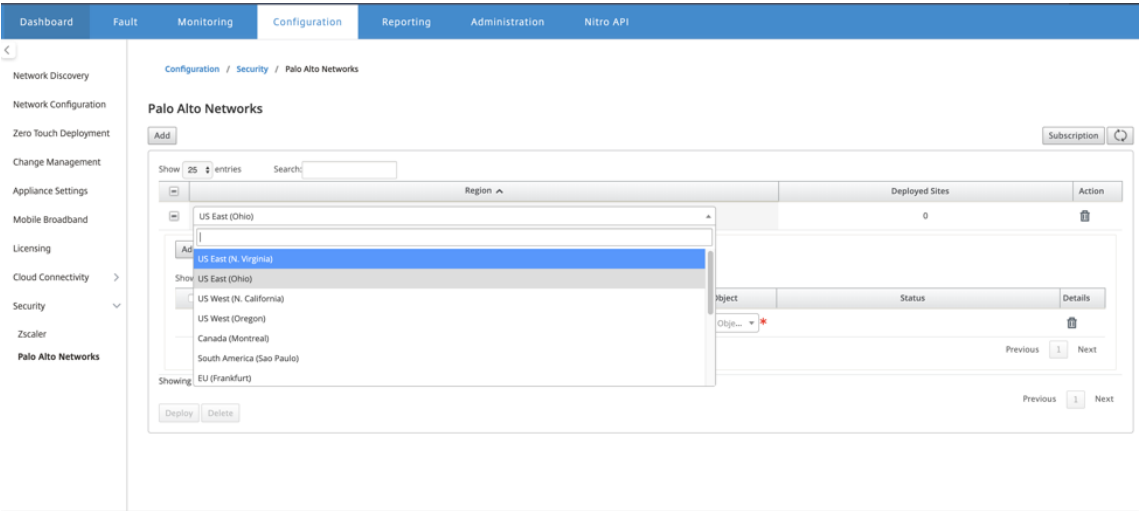 Dashboard Fault Monitoring Configuration Reporting Administration Nitro API
Network Discovery
Network Configuration
Zero Touch Deployment
Change Management
Appliance Settings
Mobile Broadband
Licensing
Cloud Connectivity
Security
Zscaler
Palo Alto Networks
Configuration / Security / Palo Alto Networks
Palo Alto Networks
Add Subscription
Show 25 entries Search:
Region Deployed Sites Action
US East (Ohio) 0
Ad
US East (N. Virginia)
Show US East (Ohio)
US West (N. California)
Object Status Details
US West (Oregon)
Obje... *
Canada (Montreal)
Previous 1 Next
South America (Sao Paulo)
EU (Frankfurt)
Showing
Previous 1 Next
Deploy Delete